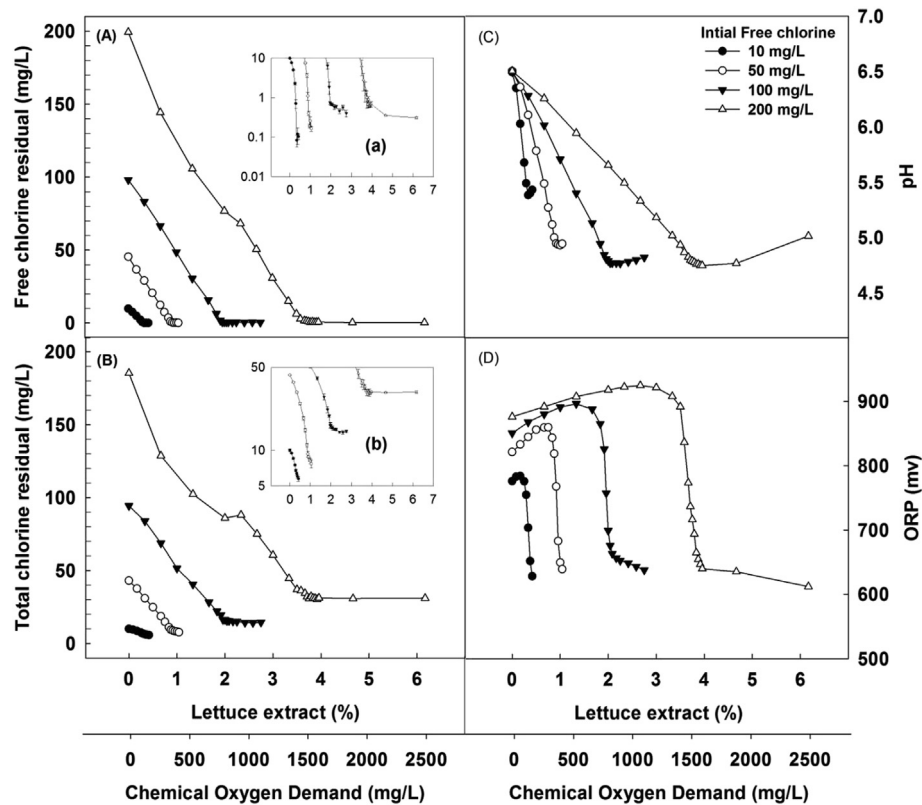 (A)
Free chlorine residual (mg/L)
200
150
100
50
0
10
1
0.1
0.01
(a)
0 1 2 3 4 5 6 7
(B)
Total chlorine residual (mg/L)
200
150
100
50
0
50
10
5
(b)
0 1 2 3 4 5 6 7
0 1 2 3 4 5 6
Lettuce extract (%)
0 500 1000 1500 2000 2500
Chemical Oxygen Demand (mg/L)
(C)
Intial Free chlorine
10 mg/L
50 mg/L
100 mg/L
200 mg/L
7.0
6.5
6.0
5.5
5.0
4.5
pH
(D)
900
800
700
600
500
ORP (mv)
0 1 2 3 4 5 6
Lettuce extract (%)
0 500 1000 1500 2000 2500
Chemical Oxygen Demand (mg/L)